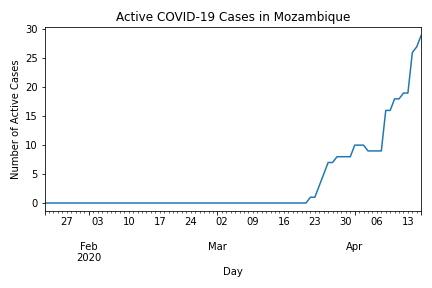 Active COVID-19 Cases in Mozambique
Number of Active Cases
30
25
20
15
10
5
0
27 03 10 17 24 02 09 16 23 30 06 13
Feb Mar Apr
2020
Day